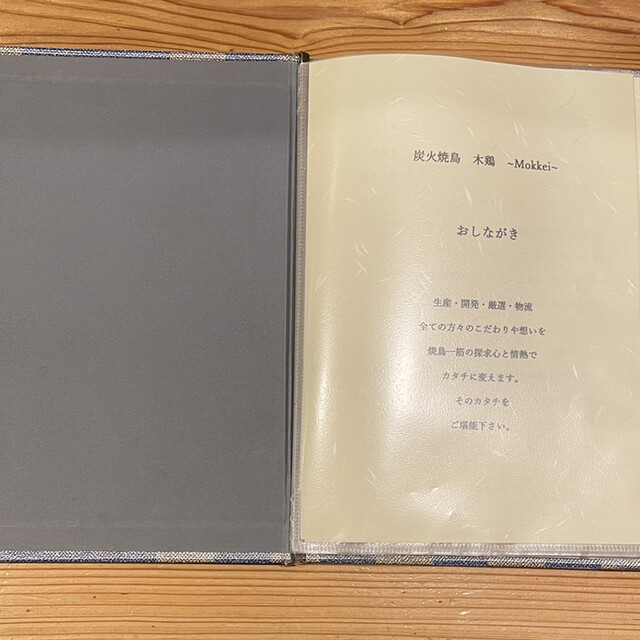 炭火焼鳥　木鶏　~Mokkei~
おしながき
生産・開発・厳選・物流
全ての方々のこだわりや想いを
焼鳥一筋の探求心と情熱で
カタチに変えます。
そのカタチを
ご堪能下さい。